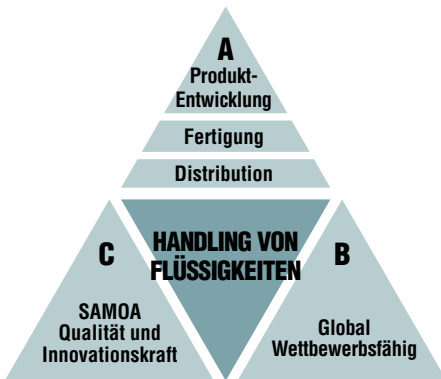 A
Produkt-
Entwicklung
Fertigung
Distribution
HANDLING VON
FLÜSSIGKEITEN
C
SAMOA
Qualität und
Innovationskraft
B
Global
Wettbewerbsfähig